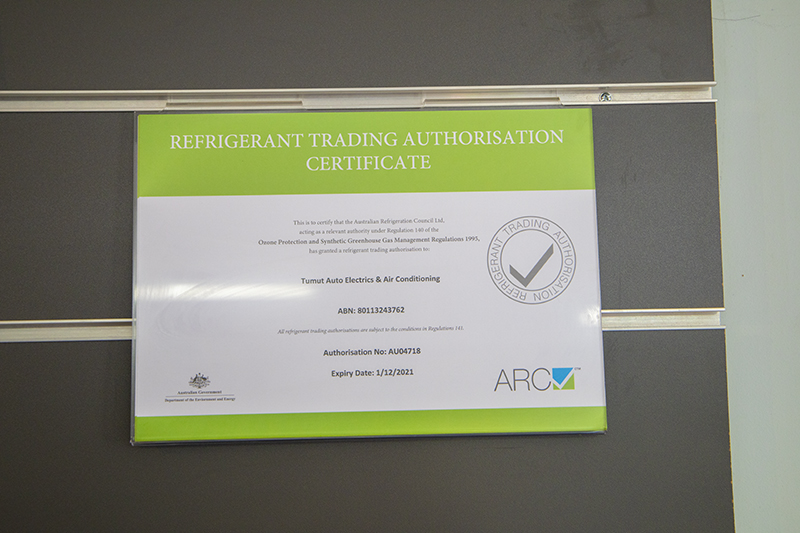 REFRIGERANT TRADING AUTHORISATION
CERTIFICATE
This is to certify that the Australian Refrigeration Council Ltd,
acting as a relevant authority under Regulation 140 of the
Ozone Protection and Synthetic Greenhouse Gas Management Regulations 1995,
has granted a refrigerant trading authorisation to:
REFRIGERANT TRADING AUTHORISATION
Tumut Auto Electrics & Air Conditioning
ABN: 80113243762
All refrigerant trading authorisations are subject to the conditions in Regulations 141.
Authorisation No: AU04718
Expiry Date: 1/12/2021
ARC TM
Australian Government
Department of the Environment and Energy